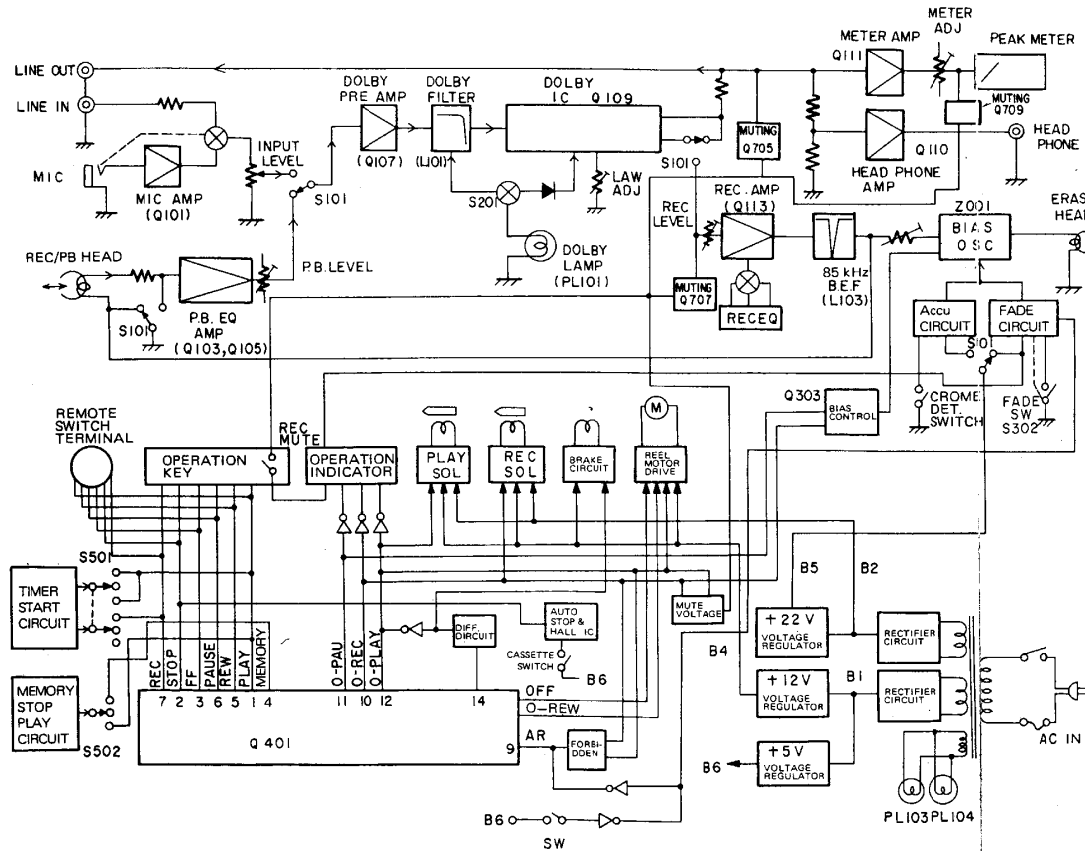 METER ADJ
METER AMP
Q111
PEAK METER
MUTING Q709
LINE OUT
LINE IN
DOLBY PRE AMP
(Q107)
DOLBY FILTER
(L101)
DOLBY IC Q109
MUTING Q705
Q110
HEAD PHONE
HEAD PHONE AMP
MIC
MIC AMP
(Q101)
INPUT LEVEL
S101
S201
LAW ADJ
S101
REC LEVEL
REC. AMP
(Q113)
Z001
BIAS OSC
ERAS
HEAD
REC/PB HEAD
P.B. LEVEL
DOLBY LAMP
(PL101)
MUTING Q707
REC EQ
85 kHz
B.E.F
(L103)
S101
P.B. EQ AMP
(Q103,Q105)
Accu CIRCUIT
FADE CIRCUIT
S101
CROME DET. SWITCH
FADE SW
S302
Q303
BIAS CONTROL
REMOTE SWITCH TERMINAL
OPERATION KEY
REC MUTE
OPERATION INDICATOR
PLAY SOL
REC SOL
BRAKE CIRCUIT
M
REEL MOTOR DRIVE
S501
TIMER START CIRCUIT
MEMORY STOP PLAY CIRCUIT
S502
REC
STOP
FF
PAUSE
REW
PLAY
MEMORY
O-PAU
O-REC
O-PLAY
DIFF. CIRCUIT
AUTO STOP & HALL IC
CASSETTE SWITCH
B6
MUTE VOLTAGE
B5
B2
B4
B1
+22V
VOLTAGE REGULATOR
RECTIFIER CIRCUIT
+12V
VOLTAGE REGULATOR
RECTIFIER CIRCUIT
+5V
VOLTAGE REGULATOR
B6
AC IN
PL103 PL104
7 2 3 6 5 1 4
11 10 12
14
OFF
O-REW
AR
9
Q401
FORBI-DDEN
B6
SW